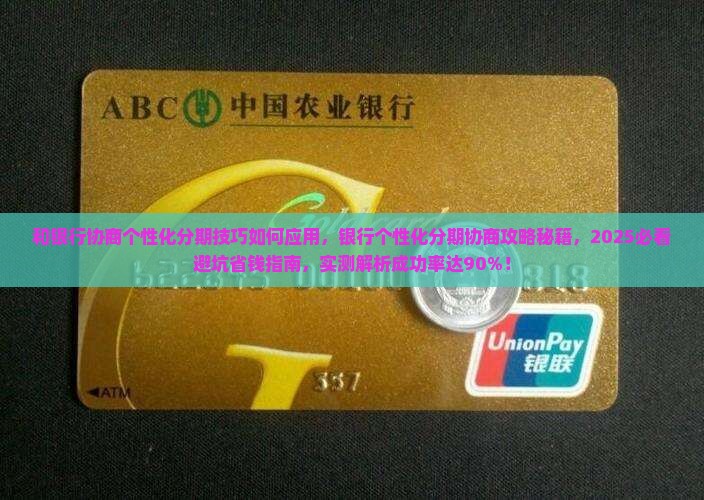 ABC 中国农业银行
Goldcard
和银行协商个性化分期技巧如何应用，银行个性化分期协商攻略秘籍，2025必看
避坑省钱指南，实测解析成功率达90%！
UnionPay
银联
337
◀ATM